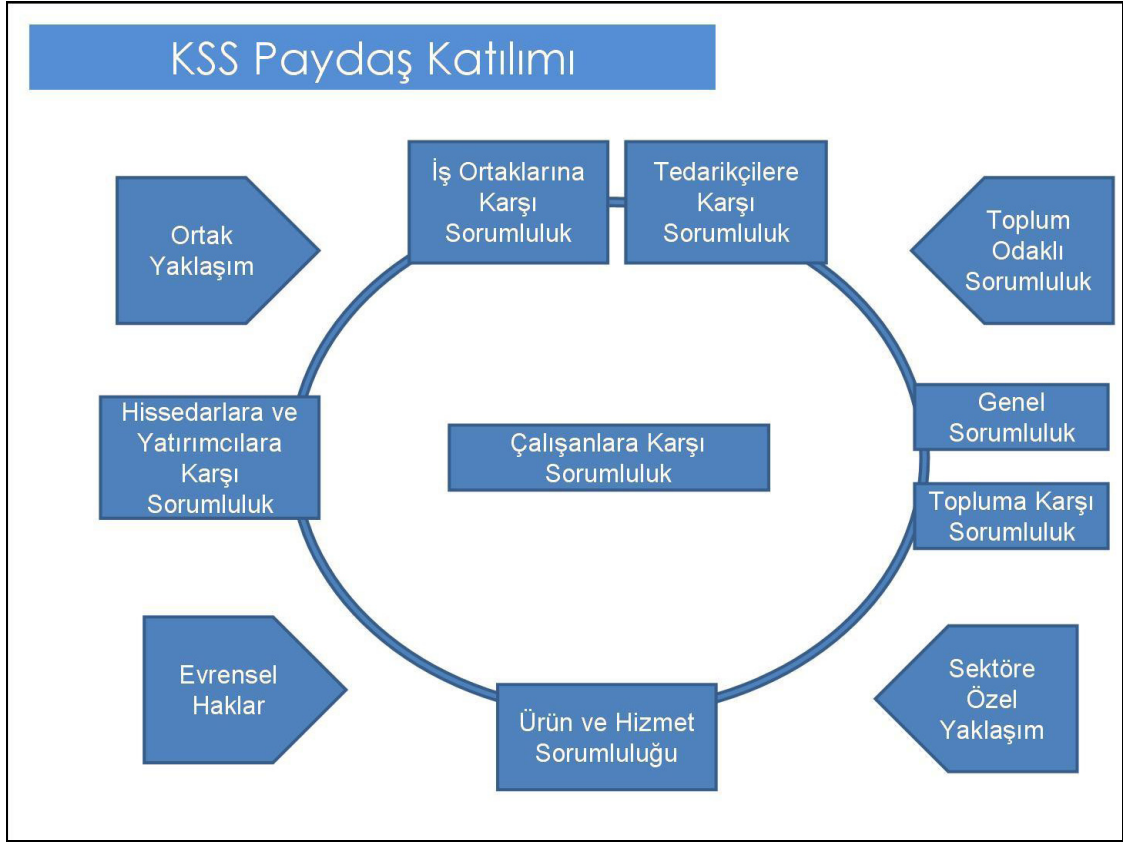 KSS Paydaş Katılımı
İş Ortaklarına
Karşı
Sorumluluk
Tedarikçilere
Karşı
Sorumluluk
Ortak
Yaklaşım
Toplum
Odaklı
Sorumluluk
Hissedarlara ve
Yatırımcılara
Karşı
Sorumluluk
Çalışanlara Karşı
Sorumluluk
Genel
Sorumluluk
Topluma Karşı
Sorumluluk
Evrensel
Haklar
Ürün ve Hizmet
Sorumluluğu
Sektöre
Özel
Yaklaşım